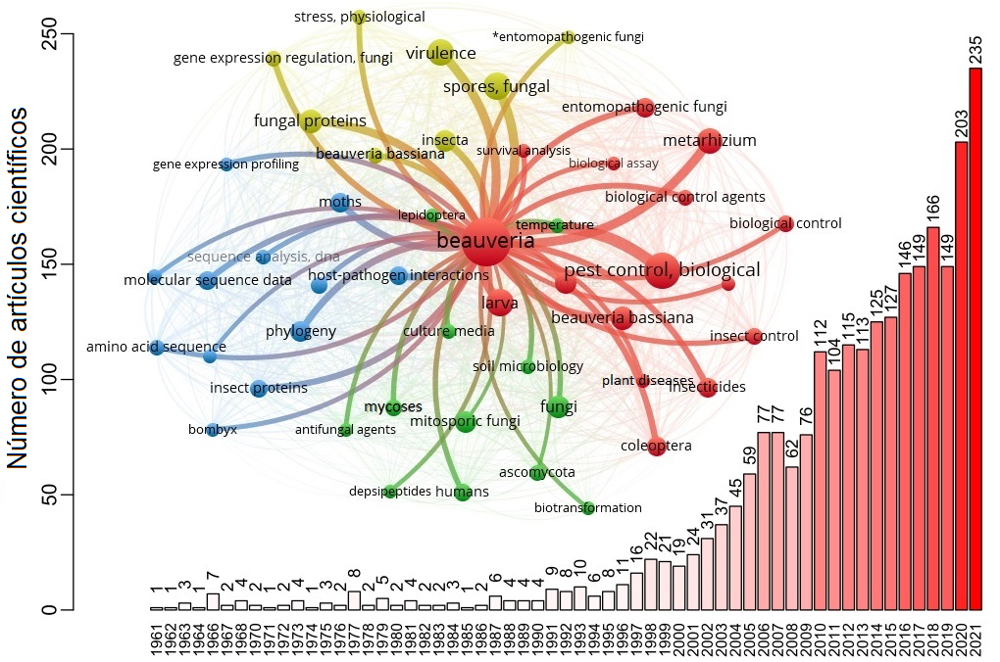 Número de artículos científicos
250
200
150
100
50
0
stress, physiological
*entomopathogenic fungi
gene expression regulation, fungi
virulence
spores, fungal
entomopathogenic fungi
fungal proteins
insecta
metarhizium
beauveria bassiana
survival analysis
gene expression profiling
biological assay
moths
biological control agents
lepidoptera
temperature
biological control
beauveria
sequence analysis, dna
molecular sequence data
host-pathogen interactions
pest control, biological
larva
beauveria bassiana
phylogeny
culture media
insect control
amino acid sequence
soil microbiology
plant diseases
insecticides
insect proteins
mycoses
fungi
mitosporic fungi
bombyx
antifungal agents
coleoptera
ascomycota
depsipeptides
humans
biotransformation
1 1 3 1 7 2 4 2 1 2 4 1 3 2 8 2 5 2 4 2 2 3 1 2 6 4 4 4 9 8 10 6 8 11 16 22 21 19 24 31 37 45 59 77 77 62 76 112 104 115 113 125 127 146 149 166 149 203 235
1961 1962 1963 1964 1966 1967 1968 1970 1971 1972 1973 1974 1975 1976 1977 1978 1979 1980 1981 1982 1983 1984 1985 1986 1987 1988 1989 1990 1991 1992 1993 1994 1995 1996 1997 1998 1999 2000 2001 2002 2003 2004 2005 2006 2007 2008 2009 2010 2011 2012 2013 2014 2015 2016 2017 2018 2019 2020 2021